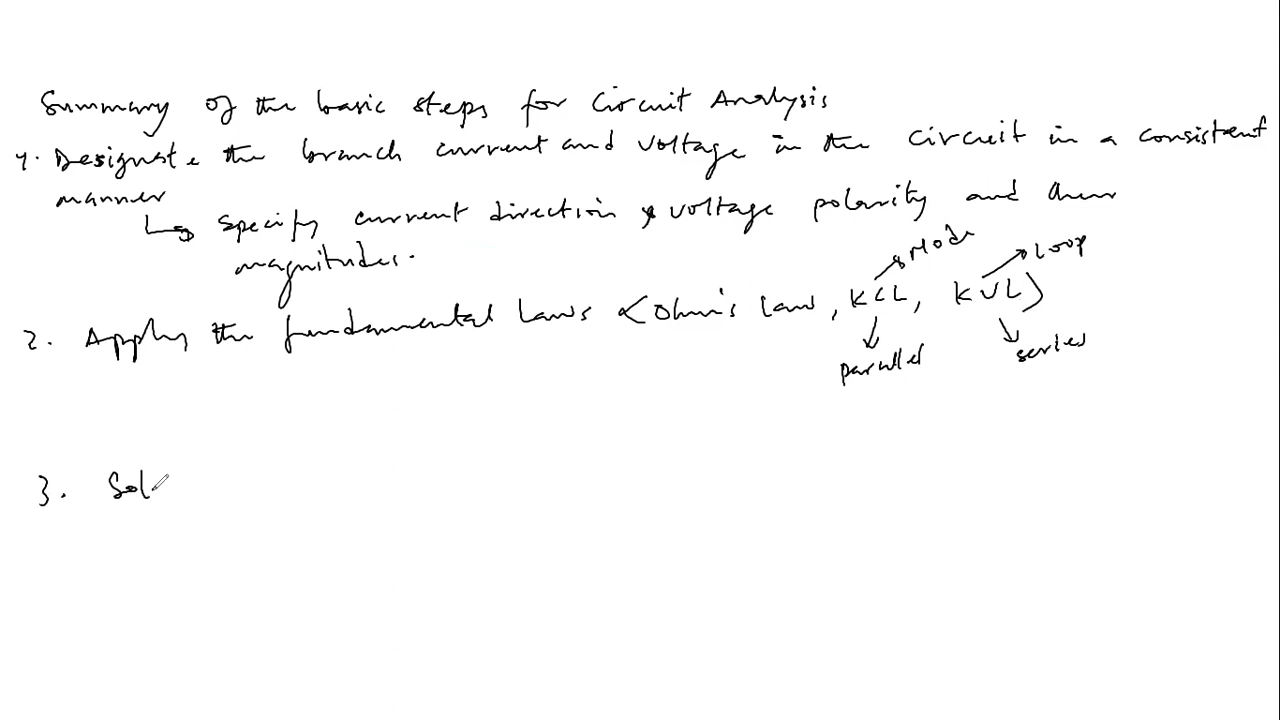 Summary of the basic steps for Circuit Analysis
1. Designate the branch current and voltage in the circuit in a consistent
manner
↳ Specify current direction & voltage polarity and their
magnitudes.
Node
Loop
2. Apply the fundamental laws (Ohm's law, KCL, KVL)
parallel
series
3. Sol